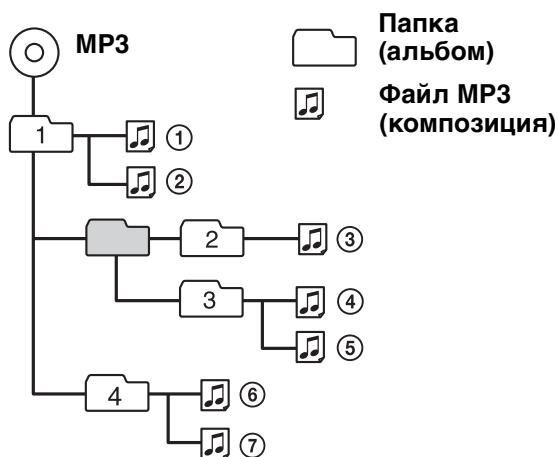 MP3
Папка
(альбом)
Файл MP3
(композиция)
1
①
②
2
③
3
④
⑤
4
⑥
⑦